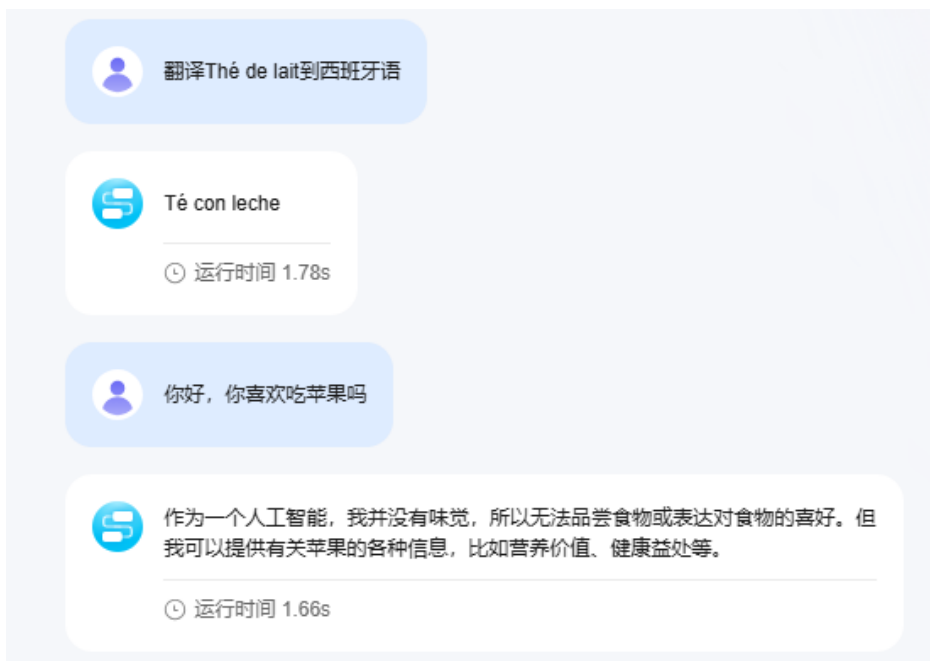 翻译Thé de lait到西班牙语
Té con leche
运行时间 1.78s
你好，你喜欢吃苹果吗
作为一个人工智能，我并没有味觉，所以无法品尝食物或表达对食物的喜好。但
我可以提供有关苹果的各种信息，比如营养价值、健康益处等。
运行时间 1.66s